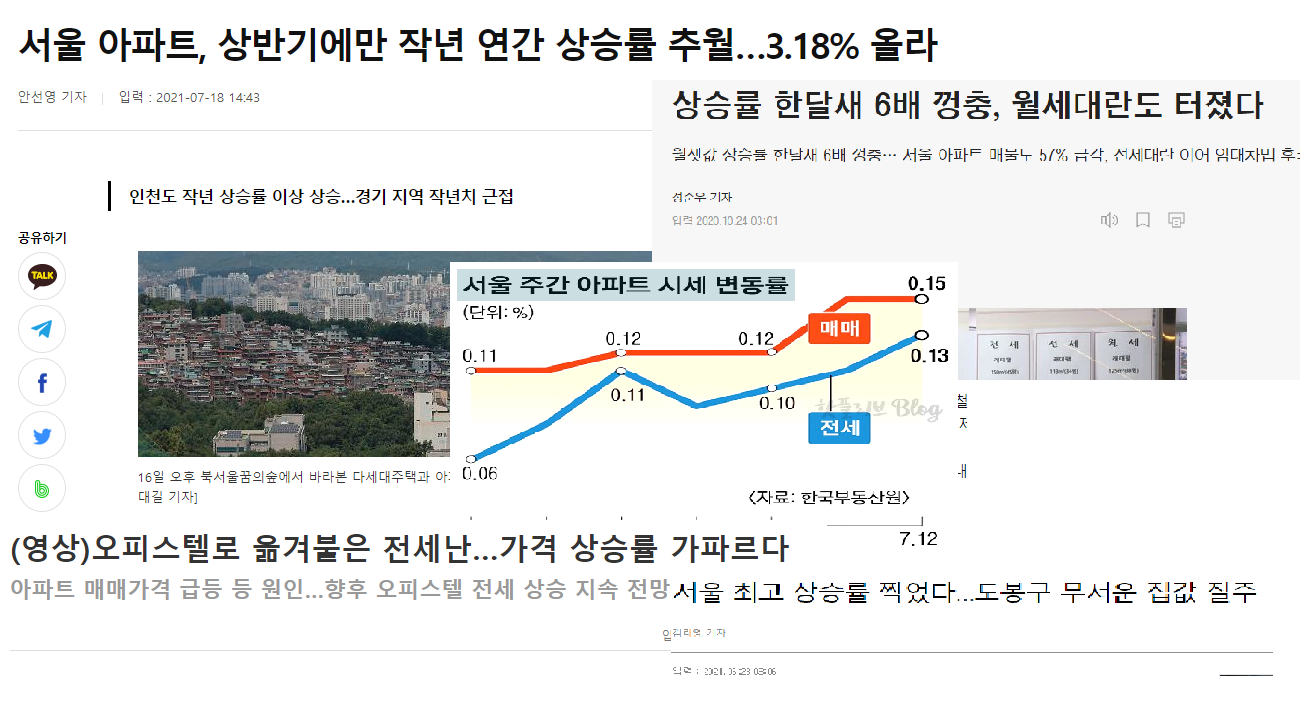 서울 아파트, 상반기에만 작년 연간 상승률 추월...3.18% 올라
안선영 기자 | 입력 : 2021-07-18 14:43
인천도 작년 상승률 이상 상승...경기 지역 작년치 근접
공유하기
TALK
16일 오후 북서울꿈의숲에서 바라본 다세대주택과
대길 기자]
상승률 한달새 6배 껑충, 월세대란도 터졌다
월셋값 상승률 한달새 6배 껑충… 서울 아파트 매물도 57% 급감, 전세대란 이어 임대차법
정순우 기자
입력 2020.10.24 03:01
전 세
전 세
월 세
서울 주간 아파트 시세 변동률
(단위: %)
0.15
매매
0.12
0.12
0.11
0.13
0.11
0.10
Blog
전세
0.06
<자료: 한국부동산원>
7.12
(영상)오피스텔로 옮겨붙은 전세난...가격 상승률 가파르다
아파트 매매가격 급등 등 원인...향후 오피스텔 전세 상승 지속 전망
서울 최고 상승률 찍었다...도봉구 무서운 집값 질주
기자
입력 :